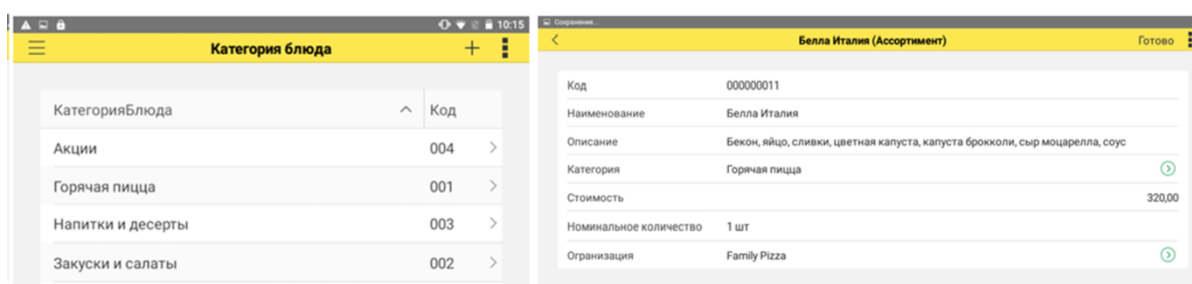 10:15
Категория блюда
КатегорияБлюда Код
Акции 004
Горячая пицца 001
Напитки и десерты 003
Закуски и салаты 002
Сохранение...
Белла Италия (Ассортимент) Готово
Код 000000011
Наименование Белла Италия
Описание Бекон, яйцо, сливки, цветная капуста, капуста брокколи, сыр моцарелла, соус
Категория Горячая пицца
Стоимость 320,00
Номинальное количество 1 шт
Огранизация Family Pizza